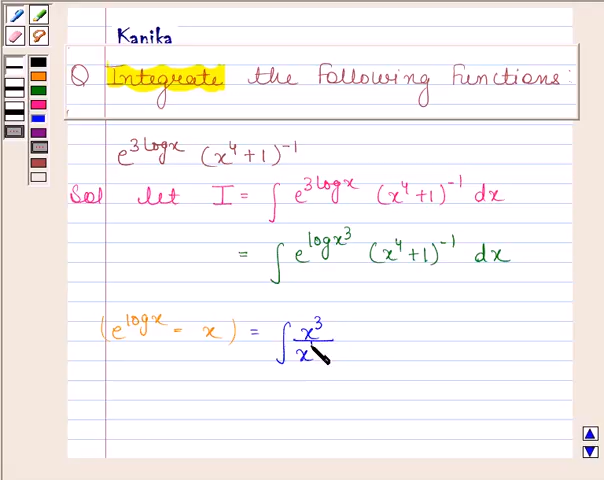 Kanika
Q Integrate the Following Functions:
e^{3 log x} (x^4+1)^{-1}
Sol let I = ∫ e^{3 log x} (x^4+1)^{-1} dx
= ∫ e^{log x^3} (x^4+1)^{-1} dx
(e^{log x} = x) = ∫ x^3/x